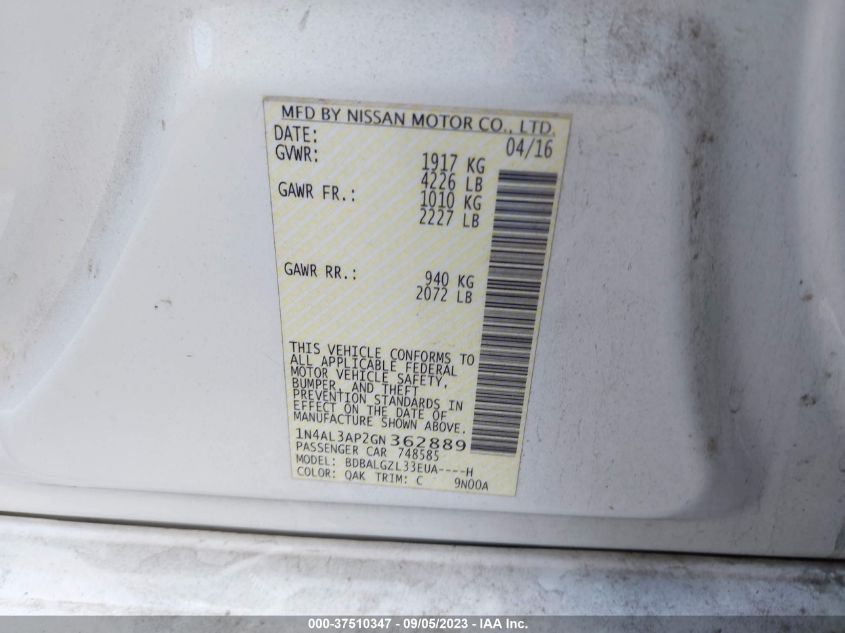 MFD BY NISSAN MOTOR CO., LTD.
DATE: 04/16
GVWR: 1917 KG
4226 LB
GAWR FR.: 1010 KG
2227 LB
GAWR RR.: 940 KG
2072 LB
THIS VEHICLE CONFORMS TO
ALL APPLICABLE FEDERAL
MOTOR VEHICLE SAFETY,
BUMPER, AND THEFT
PREVENTION STANDARDS IN
EFFECT ON THE DATE OF
MANUFACTURE SHOWN ABOVE.
1N4AL3AP2GN362889
PASSENGER CAR 748585
MODEL: BDBALGZL33EUA----H
COLOR: QAK TRIM: C 9N00A
000-37510347 - 09/05/2023 - IAA Inc.